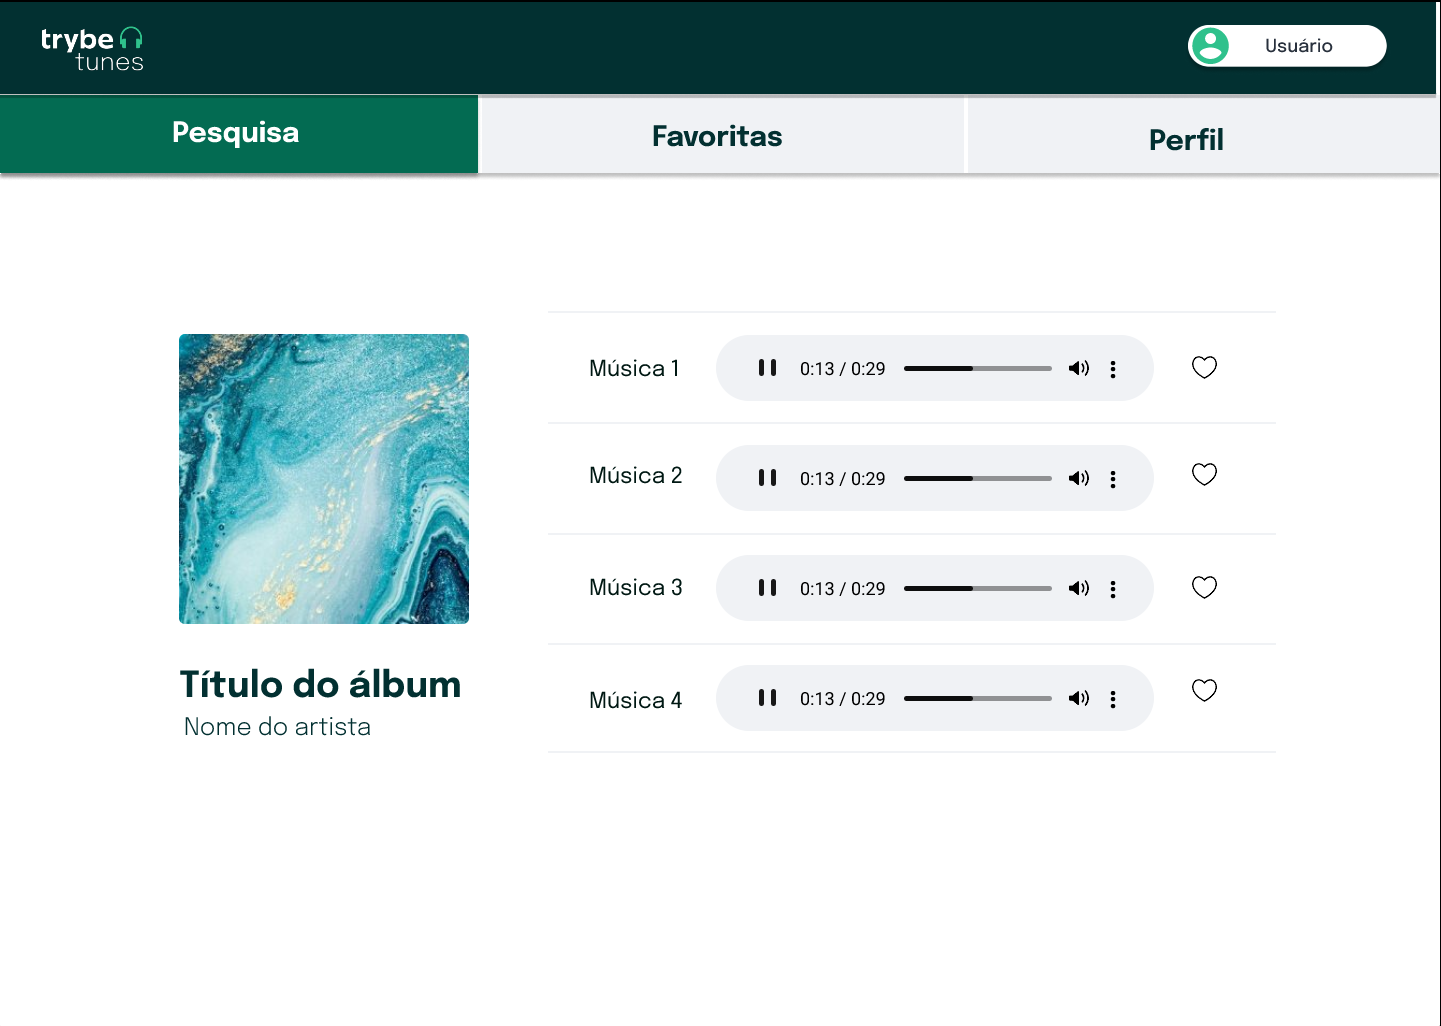 trybe
tunes
Usuário
Pesquisa
Favoritas
Perfil
Música 1
0:13 / 0:29
Música 2
0:13 / 0:29
Música 3
0:13 / 0:29
Música 4
0:13 / 0:29
Título do álbum
Nome do artista